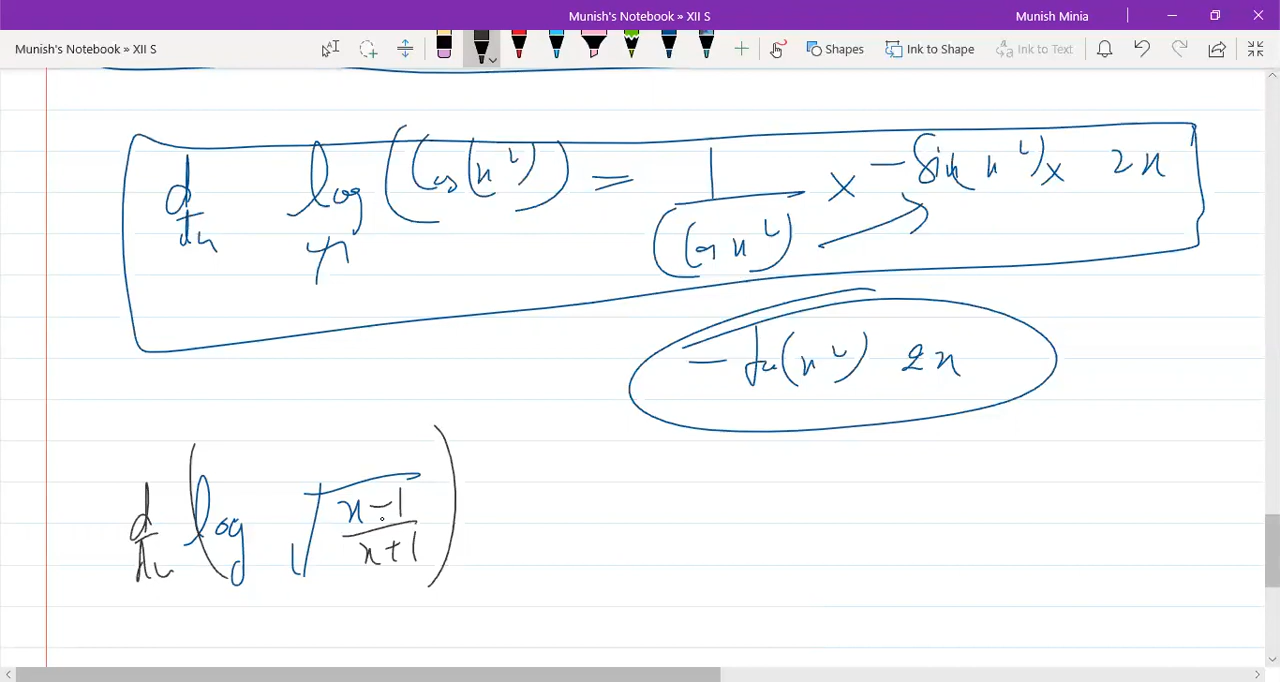 Munish's Notebook » XII S
Munish Minia
Munish's Notebook » XII S
Shapes
Ink to Shape
Ink to Text
d/dx log (Cos(x²)) = 1/(Cos x²) × -Sin(x²) × 2x
- (x²) 2x
d/dx (log √((x-1)/(x+1)))